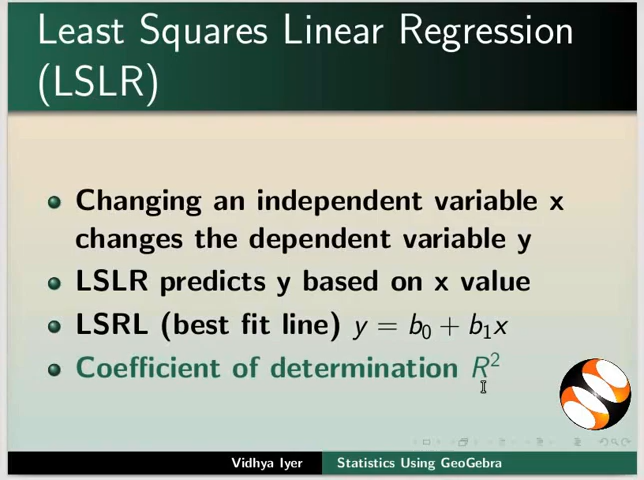 Least Squares Linear Regression
(LSLR)
Changing an independent variable x
changes the dependent variable y
LSLR predicts y based on x value
LSRL (best fit line) y = b₀ + b₁x
Coefficient of determination R²
Vidhya Iyer Statistics Using GeoGebra